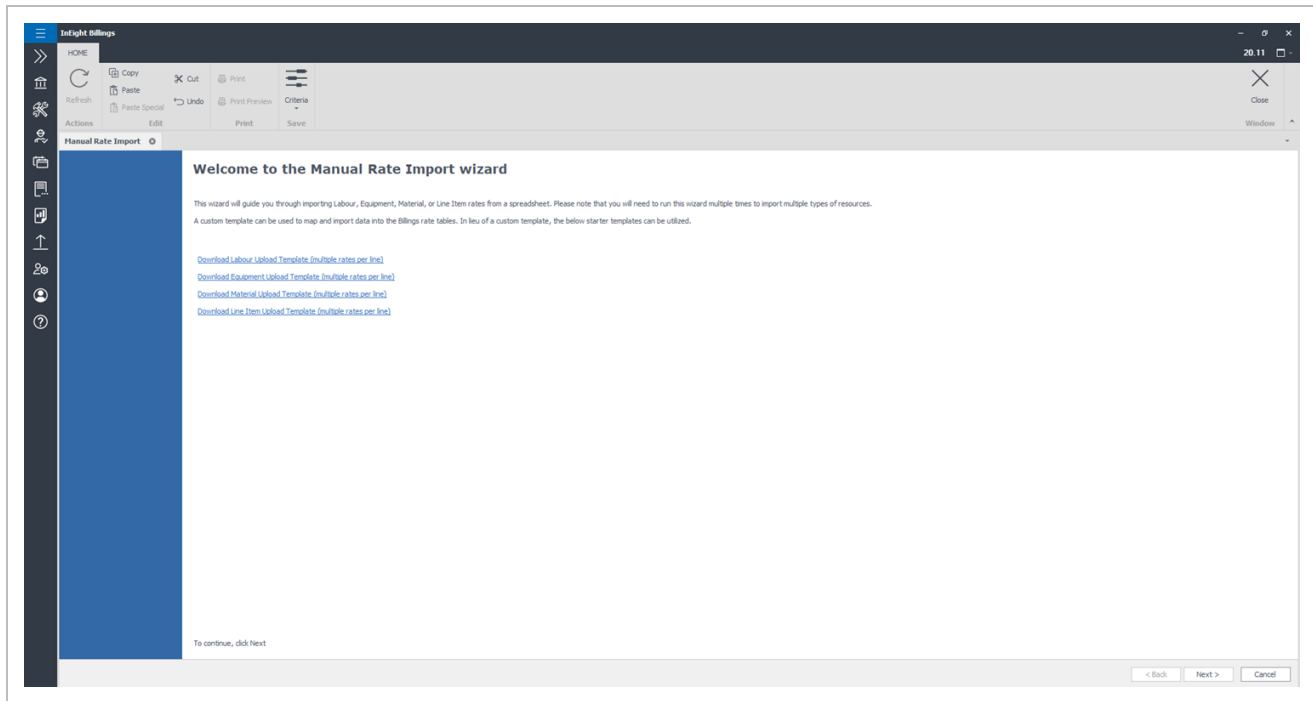 InEight Billings
HOME
20.11
Refresh
Copy
Paste
Paste Special
Cut
Undo
Print
Print Preview
Criteria
Close
Actions
Edit
Print
Save
Window
Manual Rate Import
Welcome to the Manual Rate Import wizard
This wizard will guide you through importing Labour, Equipment, Material, or Line Item rates from a spreadsheet. Please note that you will need to run this wizard multiple times to import multiple types of resources.
A custom template can be used to map and import data into the Billings rate tables. In lieu of a custom template, the below starter templates can be utilized.
Download Labour Upload Template (multiple rates per line)
Download Equipment Upload Template (multiple rates per line)
Download Material Upload Template (multiple rates per line)
Download Line Item Upload Template (multiple rates per line)
To continue, click Next
< Back
Next >
Cancel